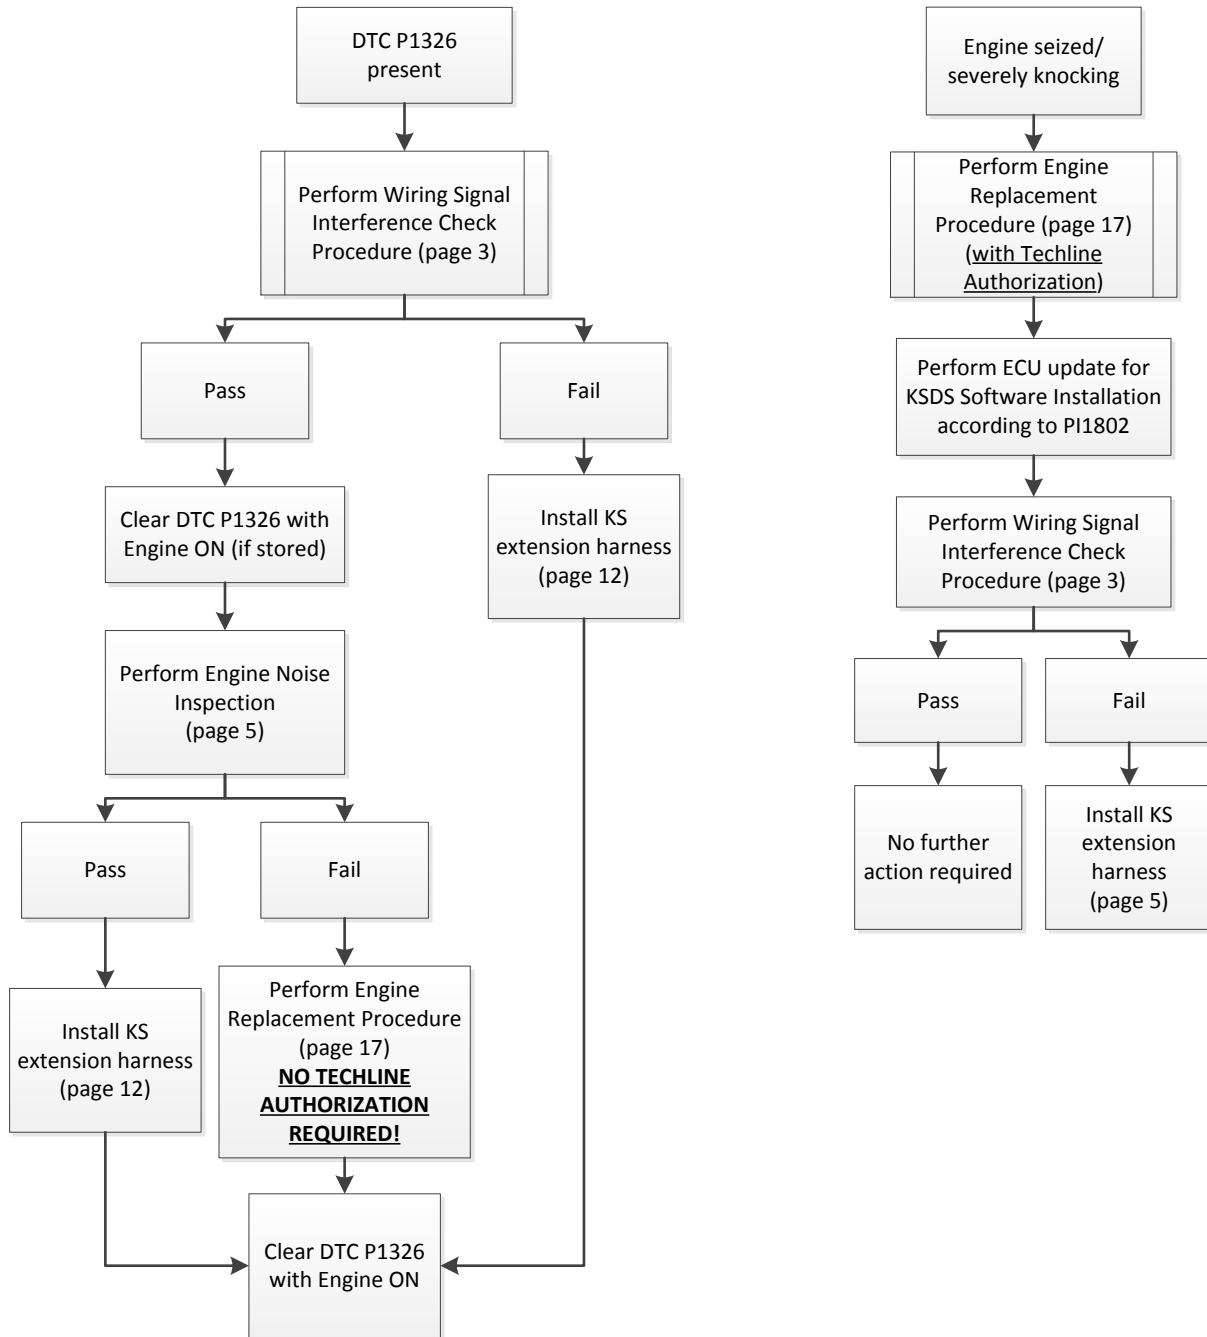 DTC P1326
present
Perform Wiring Signal
Interference Check
Procedure (page 3)
Pass
Fail
Clear DTC P1326 with
Engine ON (if stored)
Install KS
extension harness
(page 12)
Perform Engine Noise
Inspection
(page 5)
Pass
Fail
Install KS
extension harness
(page 12)
Perform Engine
Replacement Procedure
(page 17)
NO TECHLINE
AUTHORIZATION
REQUIRED!
Clear DTC P1326
with Engine ON
Engine seized/
severely knocking
Perform Engine
Replacement
Procedure (page 17)
(with Techline
Authorization)
Perform ECU update for
KSDS Software Installation
according to PI1802
Perform Wiring Signal
Interference Check
Procedure (page 3)
Pass
Fail
No further
action required
Install KS
extension
harness
(page 5)